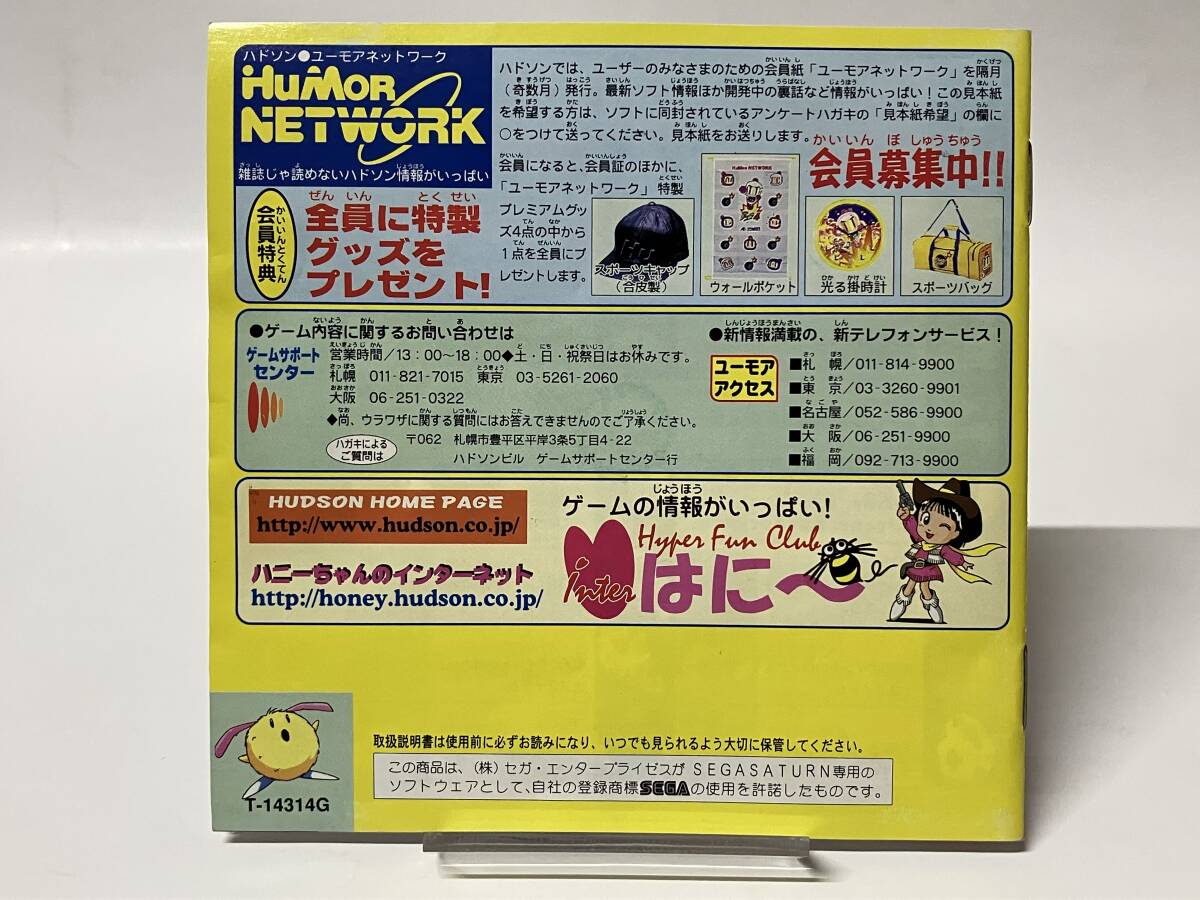 ハドソン●ユーモアネットワーク
HUMOR
NETWORK
雑誌じゃ読めないハドソン情報がいっぱい
会員特典
全員に特製
グッズを
プレゼント!
ハドソンでは、ユーザーのみなさまのための会員紙「ユーモアネットワーク」を隔月
(奇数月)発行。最新ソフト情報ほか開発中の裏話など情報がいっぱい!この見本紙
を希望する方は、ソフトに同封されているアンケートハガキの「見本紙希望」の欄に
○をつけて送ってください。見本紙をお送りします。
会員募集中!!
会員になると、会員証のほかに、
「ユーモアネットワーク」特製
プレミアムグッ
ズ4点の中から
1点を全員にプ
レゼントします。
スポーツキャップ
(合皮製)
ウォールポケット
光る掛時計
スポーツバッグ
●ゲーム内容に関するお問い合わせは
ゲームサポート
センター
営業時間/13:00〜18:00◆土・日・祝祭日はお休みです。
札幌 011-821-7015 東京 03-5261-2060
大阪 06-251-0322
◆尚、ウラワザに関する質問にはお答えできませんのでご了承ください。
ハガキによる
ご質問は
〒062 札幌市豊平区平岸3条5丁目4-22
ハドソンビル ゲームサポートセンター行
●新情報満載の、新テレフォンサービス!
ユーモア
アクセス
■札 幌/011-814-9900
■東 京/03-3260-9901
■名古屋/052-586-9900
■大 阪/06-251-9900
■福 岡/092-713-9900
HUDSON HOME PAGE
http://www.hudson.co.jp/
ハニーちゃんのインターネット
http://honey.hudson.co.jp/
ゲームの情報がいっぱい!
Hyper Fun Club
Inter はに〜
T-14314G
取扱説明書は使用前に必ずお読みになり、いつでも見られるよう大切に保管してください。
この商品は、(株)セガ・エンタープライゼスがSEGASATURN専用の
ソフトウェアとして、自社の登録商標SEGAの使用を許諾したものです。